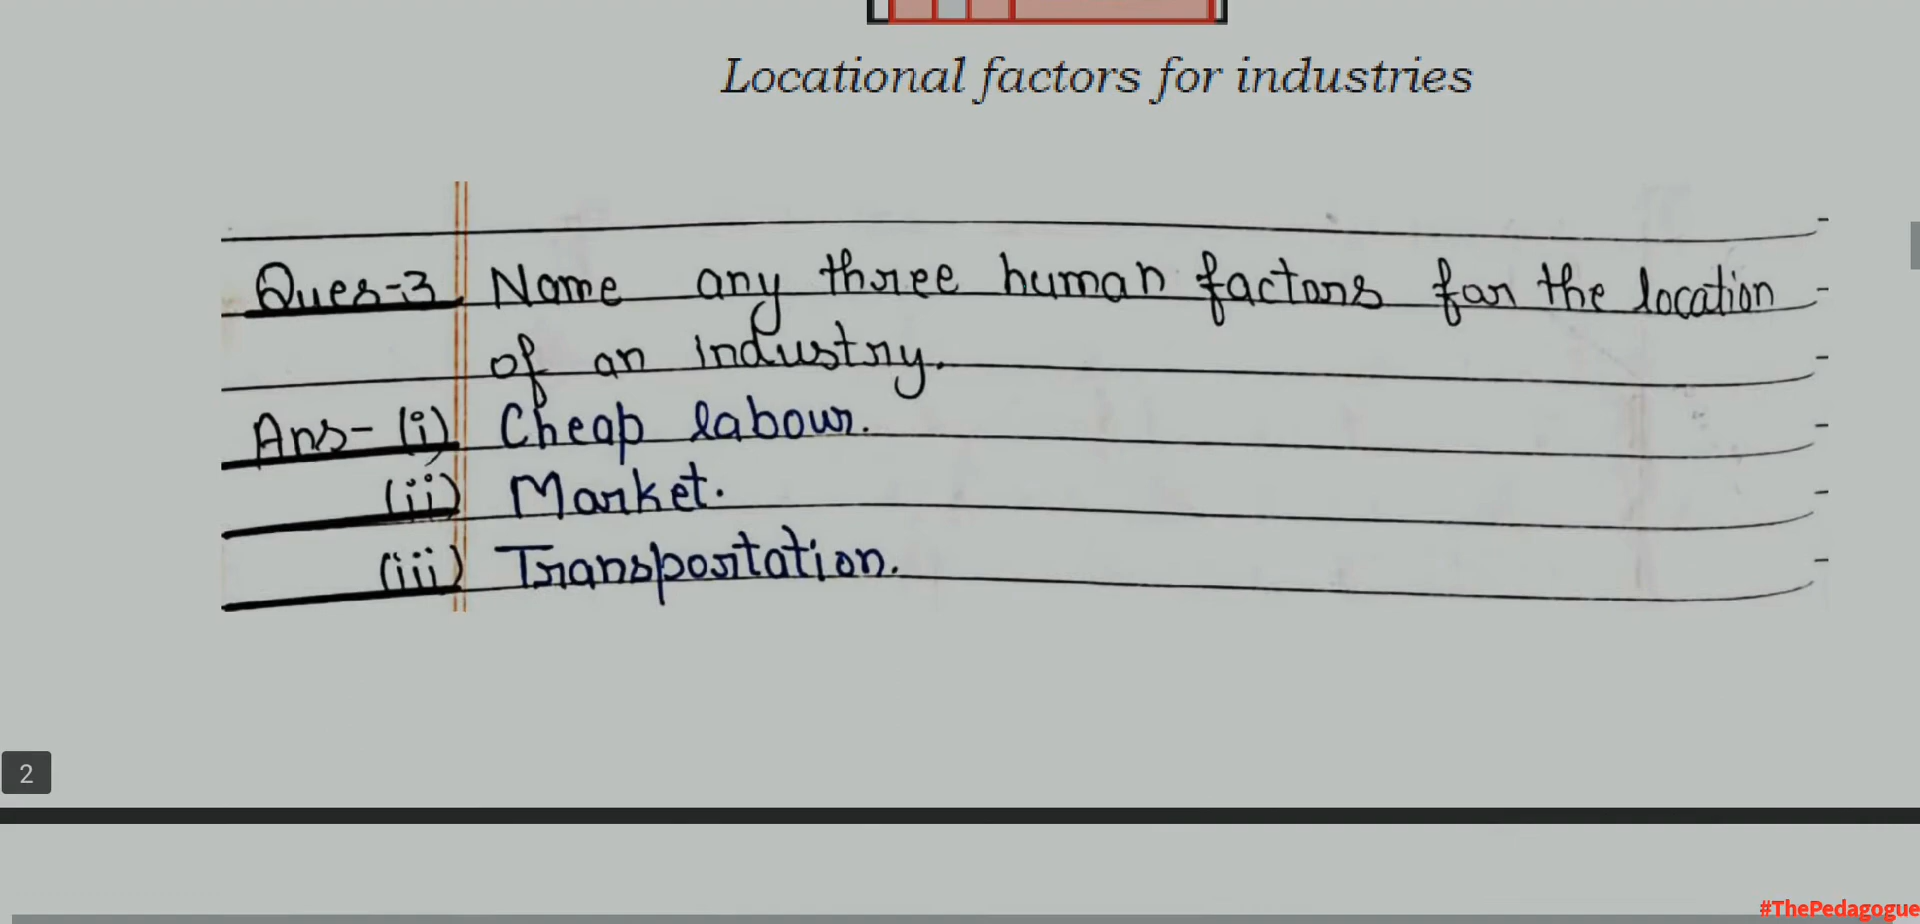 Locational factors for industries
Ques-3 Name any three human factors for the location
of an industry.
Ans- (i) Cheap labour.
(ii) Market.
(iii) Transportation.
2
#ThePedagogue